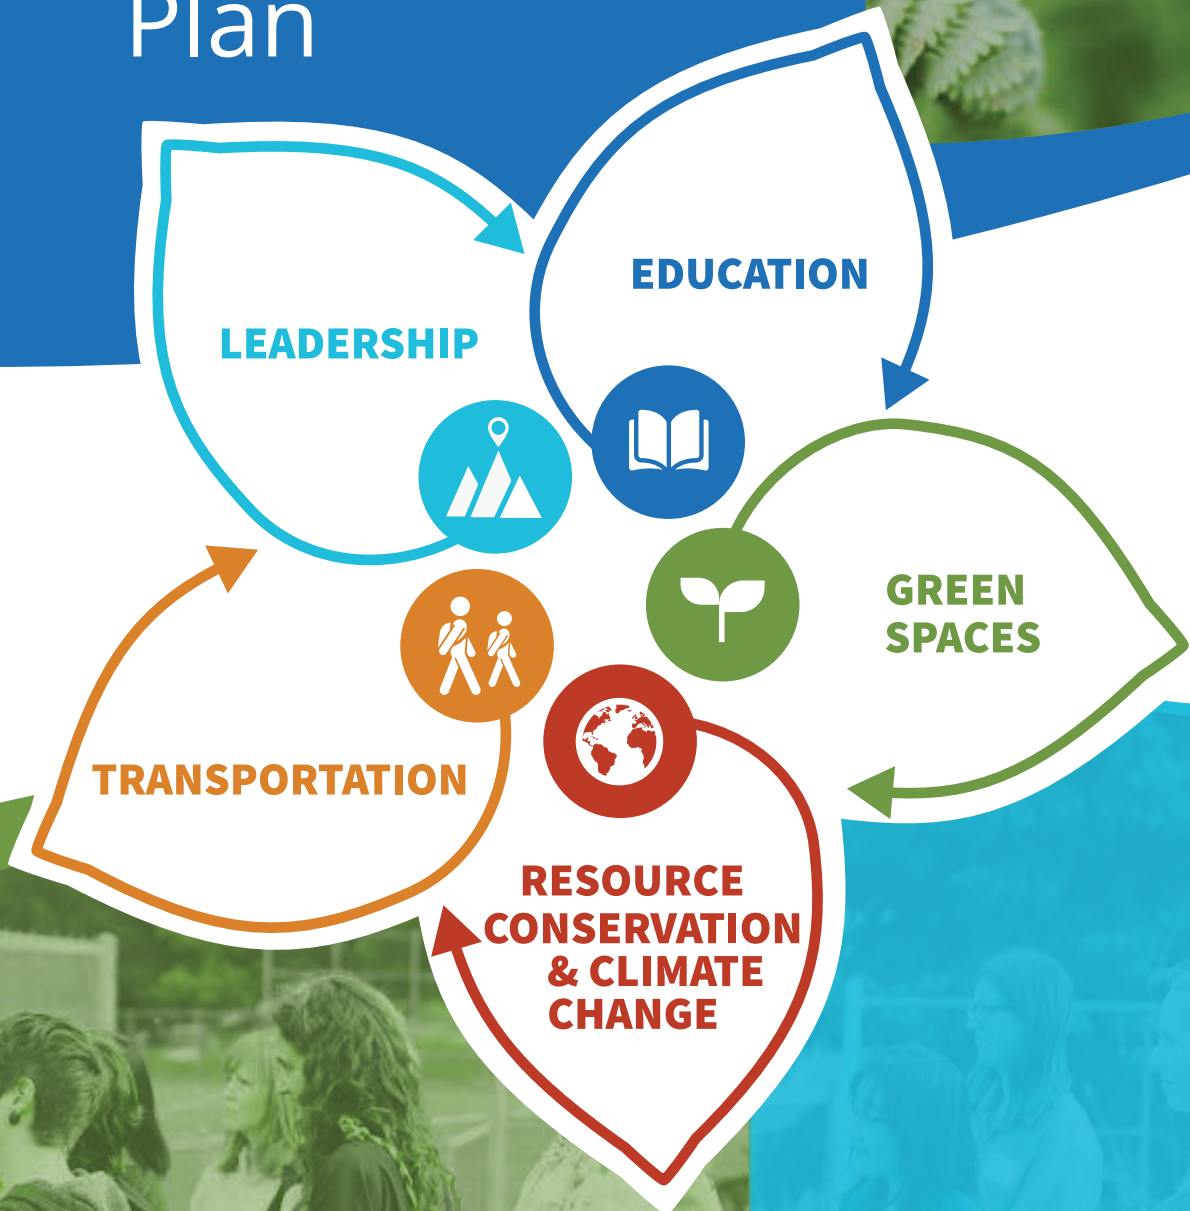 Plan
EDUCATION
LEADERSHIP
GREEN
SPACES
TRANSPORTATION
RESOURCE
CONSERVATION
& CLIMATE
CHANGE